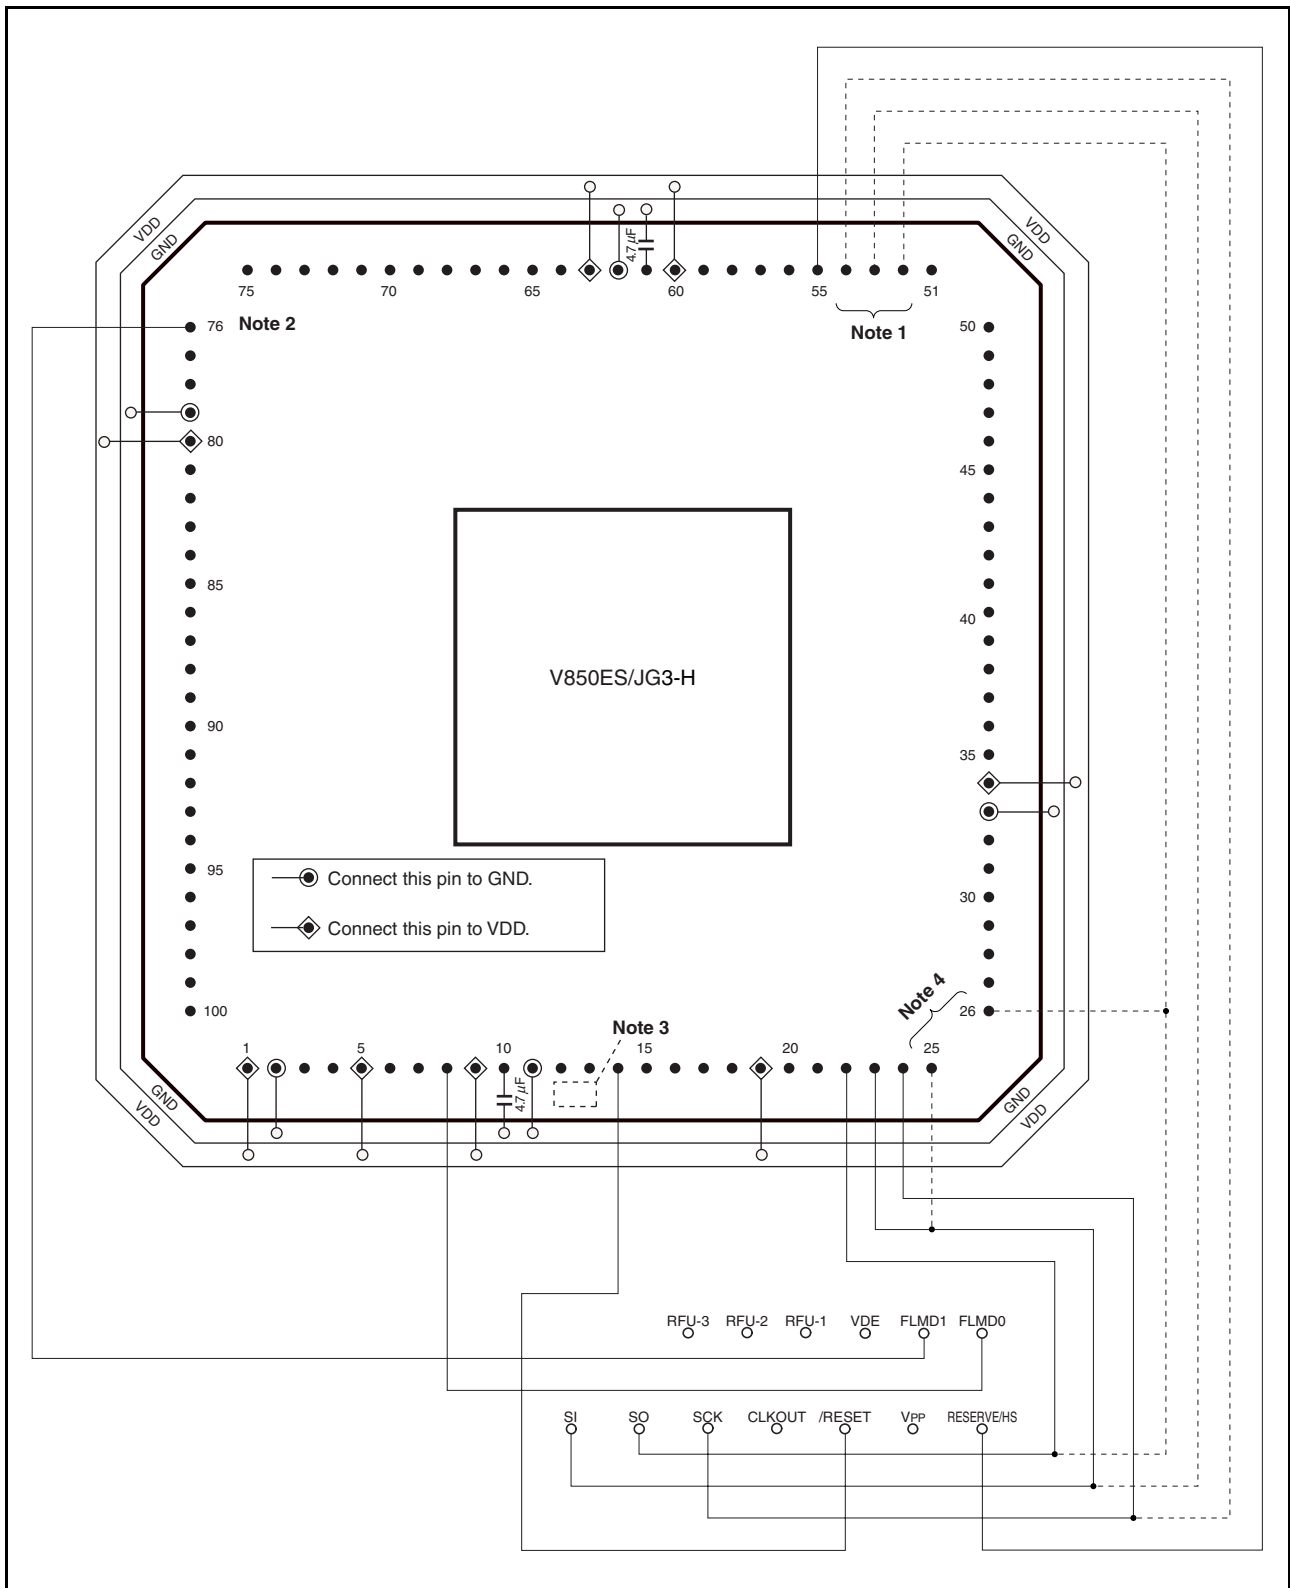 VDD
GND
VDD
GND
4.7 µF
75
70
65
60
55
51
Note 1
76
Note 2
50
80
45
85
40
V850ES/JG3-H
90
35
95
Connect this pin to GND.
30
Connect this pin to VDD.
Note 4
100
26
Note 3
1
5
10
15
20
25
4.7 µF
GND
VDD
GND
VDD
RFU-3
RFU-2
RFU-1
VDE
FLMD1
FLMD0
SI
SO
SCK
CLKOUT
/RESET
VPP
RESERVE/HS